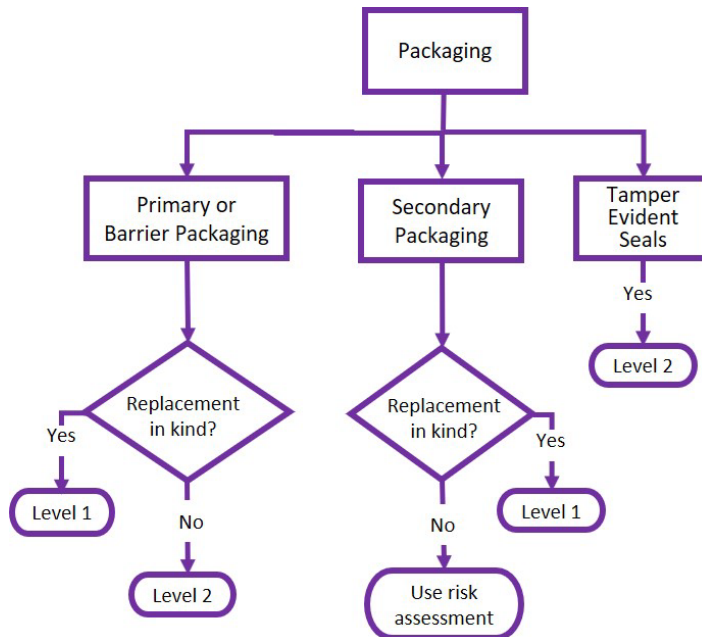 Packaging
Primary or
Barrier Packaging
Secondary
Packaging
Tamper
Evident
Seals
Yes
Level 2
Replacement
in kind?
Replacement
in kind?
Yes
Yes
Level 1
Level 1
No
No
Level 2
Use risk
assessment